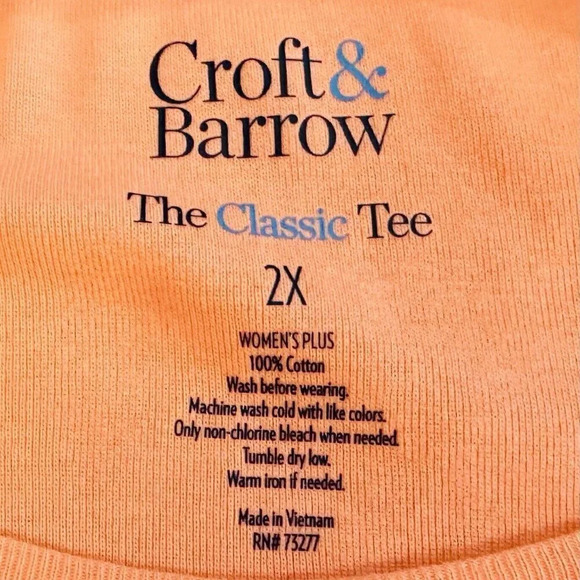 Croft&
Barrow
The Classic Tee
2X
WOMEN'S PLUS
100% Cotton
Wash before wearing.
Machine wash cold with like colors.
Only non-chlorine bleach when needed.
Tumble dry low.
Warm iron if needed.
Made in Vietnam
RN# 73277